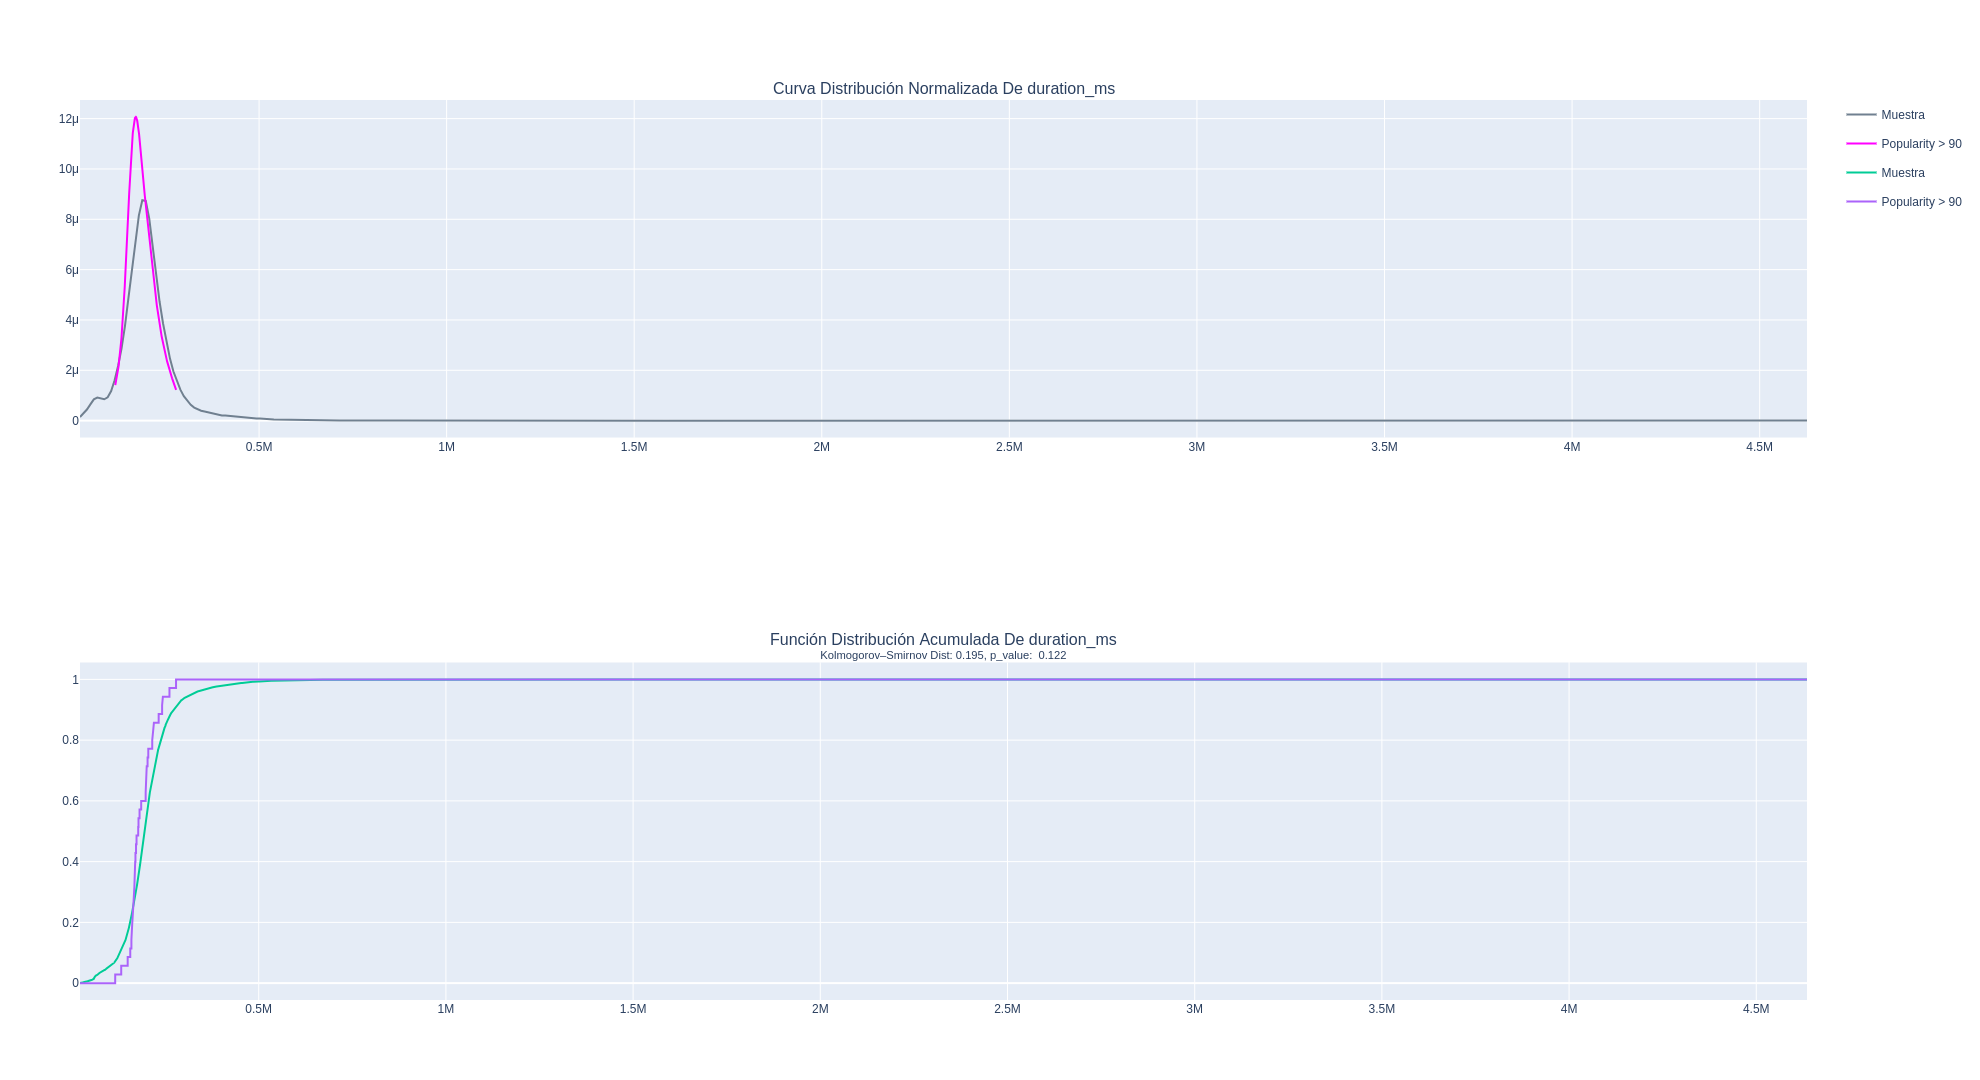 Curva Distribución Normalizada De duration_ms
12μ
10μ
8μ
6μ
4μ
2μ
0
0.5M 1M 1.5M 2M 2.5M 3M 3.5M 4M 4.5M
Muestra
Popularity > 90
Muestra
Popularity > 90
Función Distribución Acumulada De duration_ms
Kolmogorov–Smirnov Dist: 0.195, p_value:  0.122
1
0.8
0.6
0.4
0.2
0
0.5M 1M 1.5M 2M 2.5M 3M 3.5M 4M 4.5M